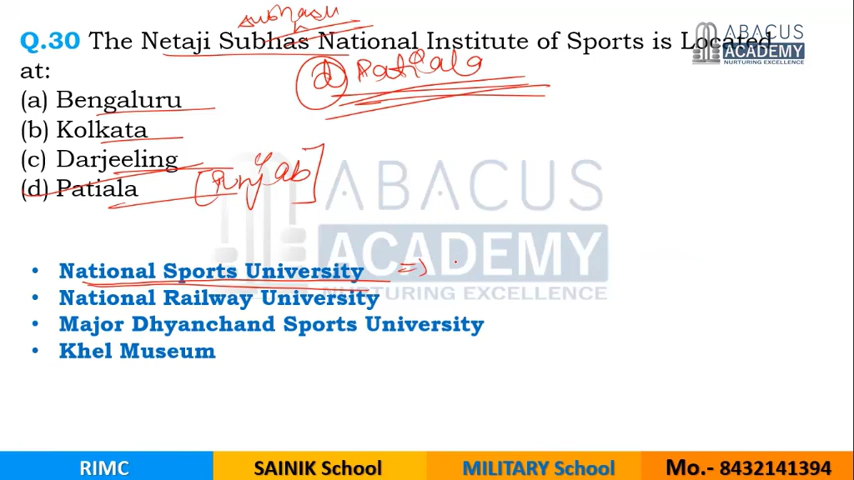 subhash
Q.30 The Netaji Subhas National Institute of Sports is Located
at:
ABACUS
ACADEMY
NURTURING EXCELLENCE
(d) Patiala
(a) Bengaluru
(b) Kolkata
(c) Darjeeling
(d) Patiala
[Punjab]
ABACUS
ACADEMY
NURTURING EXCELLENCE
• National Sports University =>
• National Railway University
• Major Dhyanchand Sports University
• Khel Museum
RIMC SAINIK School MILITARY School Mo.- 8432141394